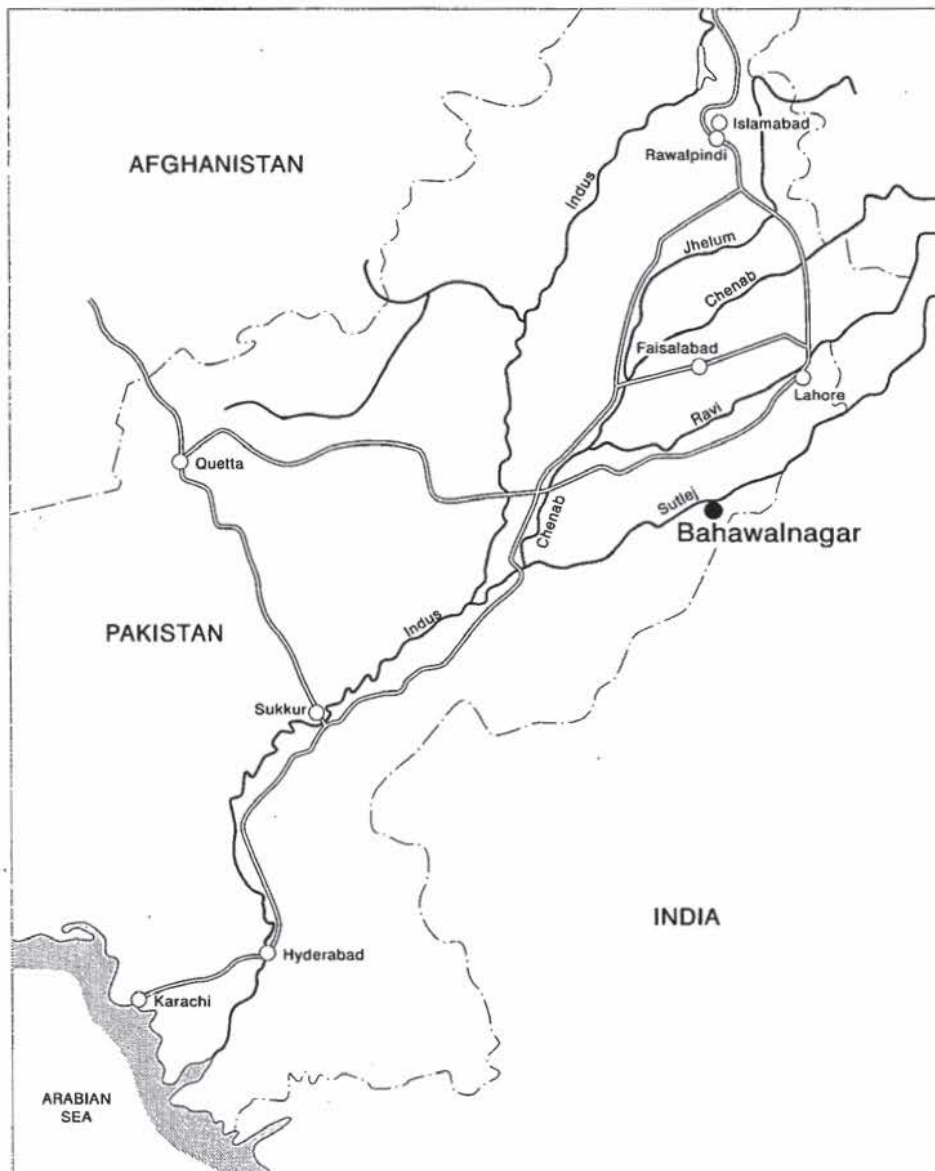 Islamabad
Rawalpindi
AFGHANISTAN
Indus
Jhelum
Chenab
Faisalabad
Lahore
Ravi
Quetta
Sutlej
Chenab
Bahawalnagar
Indus
PAKISTAN
Sukkur
INDIA
Hyderabad
Karachi
ARABIAN
SEA